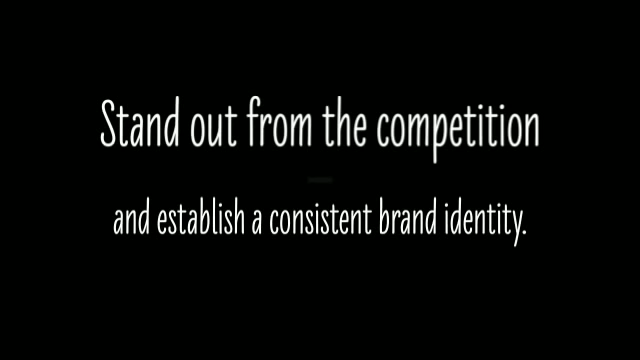 Stand out from the competition
and establish a consistent brand identity.